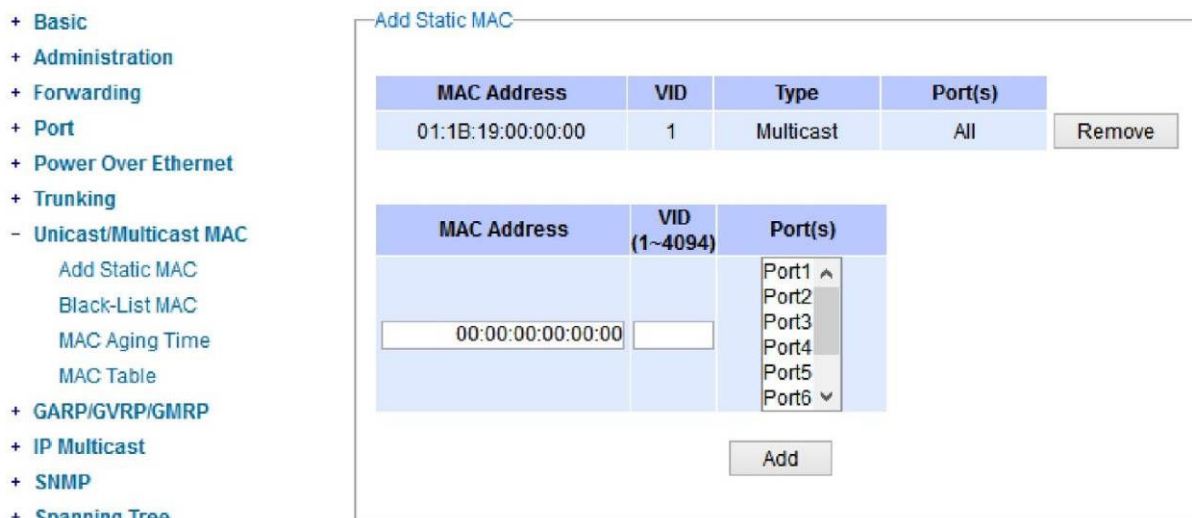 + Basic
+ Administration
+ Forwarding
+ Port
+ Power Over Ethernet
+ Trunking
- Unicast/Multicast MAC
Add Static MAC
Black-List MAC
MAC Aging Time
MAC Table
+ GARP/GVRP/GMRP
+ IP Multicast
+ SNMP
+ Spanning Tree
Add Static MAC
MAC Address VID Type Port(s)
01:1B:19:00:00:00 1 Multicast All Remove
MAC Address VID (1~4094) Port(s)
00:00:00:00:00:00
Port1
Port2
Port3
Port4
Port5
Port6
Add